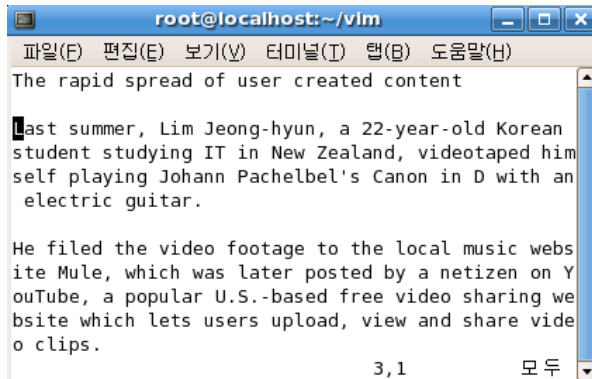 root@localhost:~/vim
파일(F) 편집(E) 보기(V) 터미널(T) 탭(B) 도움말(H)
The rapid spread of user created content
Last summer, Lim Jeong-hyun, a 22-year-old Korean
student studying IT in New Zealand, videotaped him
self playing Johann Pachelbel's Canon in D with an
electric guitar.
He filed the video footage to the local music webs
ite Mule, which was later posted by a netizen on Y
ouTube, a popular U.S.-based free video sharing we
bsite which lets users upload, view and share vide
o clips.
3,1 모두